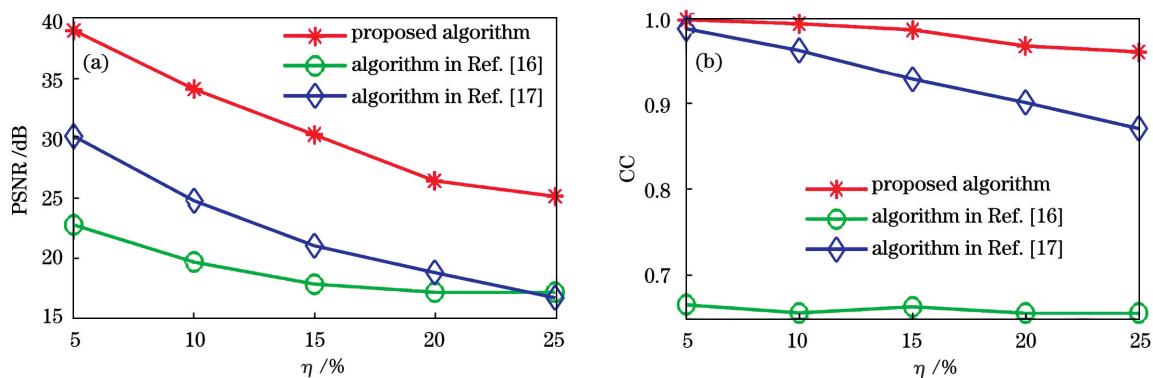 40
35
30
25
20
15
5
10
15
20
25
PSNR /dB
η /%
(a)
proposed algorithm
algorithm in Ref. [16]
algorithm in Ref. [17]
1.0
0.9
0.8
0.7
5
10
15
20
25
CC
η /%
(b)
proposed algorithm
algorithm in Ref. [16]
algorithm in Ref. [17]